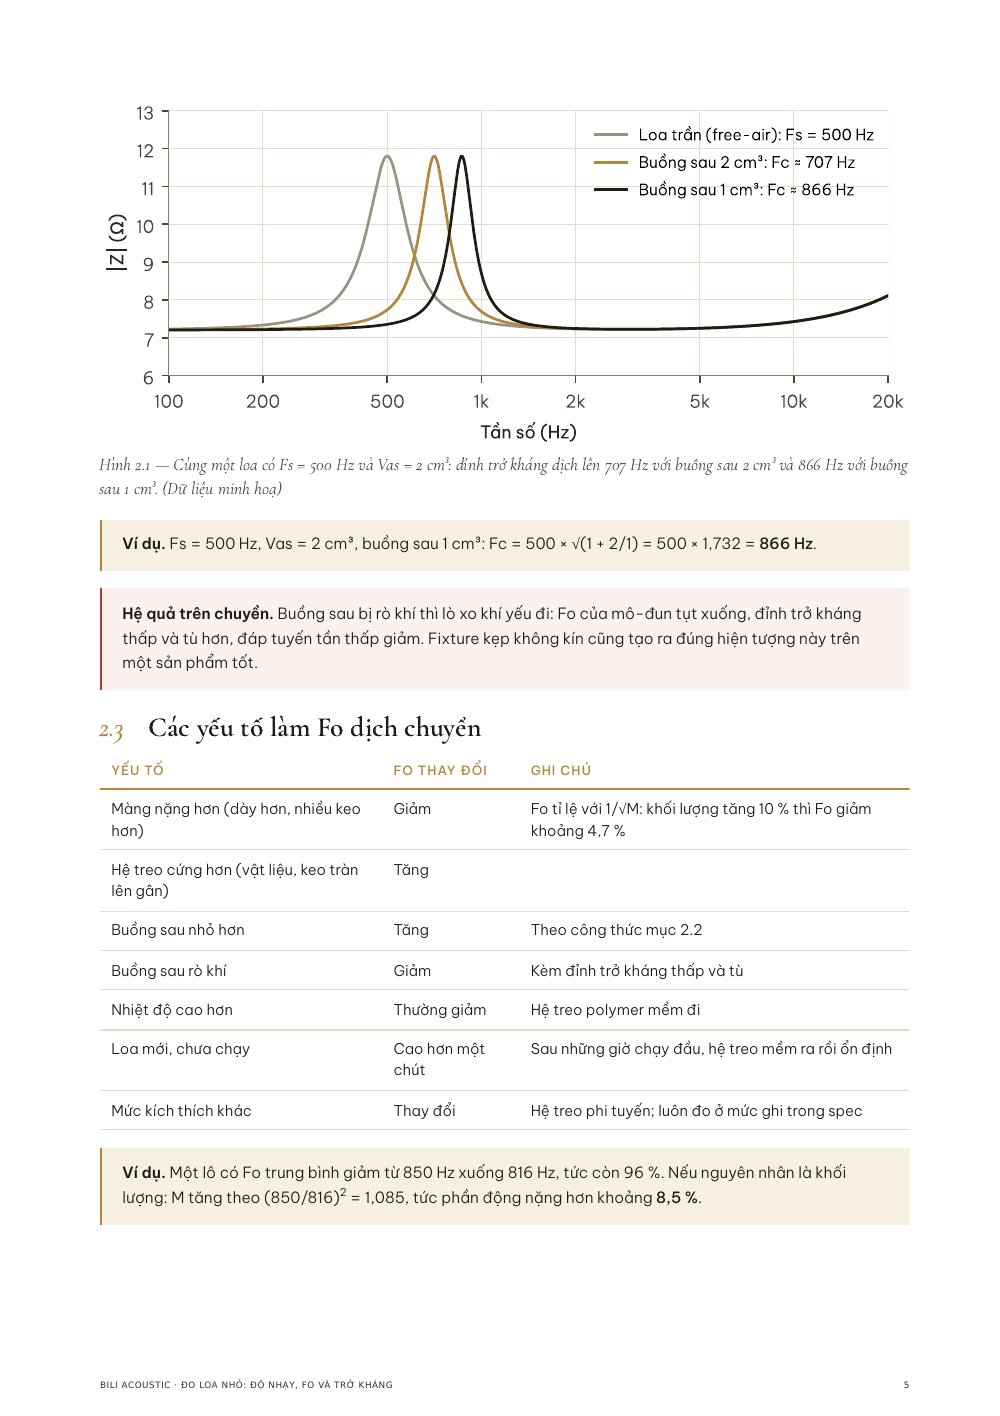 13
12
11
10
9
8
7
6
|Z| (Ω)
Loa trần (free-air): Fs = 500 Hz
Buồng sau 2 cm³: Fc ≈ 707 Hz
Buồng sau 1 cm³: Fc ≈ 866 Hz
100 200 500 1k 2k 5k 10k 20k
Tần số (Hz)
Hình 2.1 — Cùng một loa có Fs = 500 Hz và Vas = 2 cm³: đỉnh trở kháng dịch lên 707 Hz với buồng sau 2 cm³ và 866 Hz với buồng
sau 1 cm³. (Dữ liệu minh hoạ)
Ví dụ. Fs = 500 Hz, Vas = 2 cm³, buồng sau 1 cm³: Fc = 500 × √(1 + 2/1) = 500 × 1,732 = 866 Hz.
Hệ quả trên chuyền. Buồng sau bị rò khí thì lò xo khí yếu đi: Fo của mô-đun tụt xuống, đỉnh trở kháng
thấp và tù hơn, đáp tuyến tần thấp giảm. Fixture kẹp không kín cũng tạo ra đúng hiện tượng này trên
một sản phẩm tốt.
2.3 Các yếu tố làm Fo dịch chuyển
YẾU TỐ FO THAY ĐỔI GHI CHÚ
Màng nặng hơn (dày hơn, nhiều keo Giảm Fo tỉ lệ với 1/√M: khối lượng tăng 10 % thì Fo giảm
hơn) khoảng 4,7 %
Hệ treo cứng hơn (vật liệu, keo tràn Tăng
lên gân)
Buồng sau nhỏ hơn Tăng Theo công thức mục 2.2
Buồng sau rò khí Giảm Kèm đỉnh trở kháng thấp và tù
Nhiệt độ cao hơn Thường giảm Hệ treo polymer mềm đi
Loa mới, chưa chạy Cao hơn một Sau những giờ chạy đầu, hệ treo mềm ra rồi ổn định
chút
Mức kích thích khác Thay đổi Hệ treo phi tuyến; luôn đo ở mức ghi trong spec
Ví dụ. Một lô có Fo trung bình giảm từ 850 Hz xuống 816 Hz, tức còn 96 %. Nếu nguyên nhân là khối
lượng: M tăng theo (850/816)² = 1,085, tức phần động nặng hơn khoảng 8,5 %.
BILI ACOUSTIC · ĐO LOA NHỎ: ĐỘ NHẠY, FO VÀ TRỞ KHÁNG 5